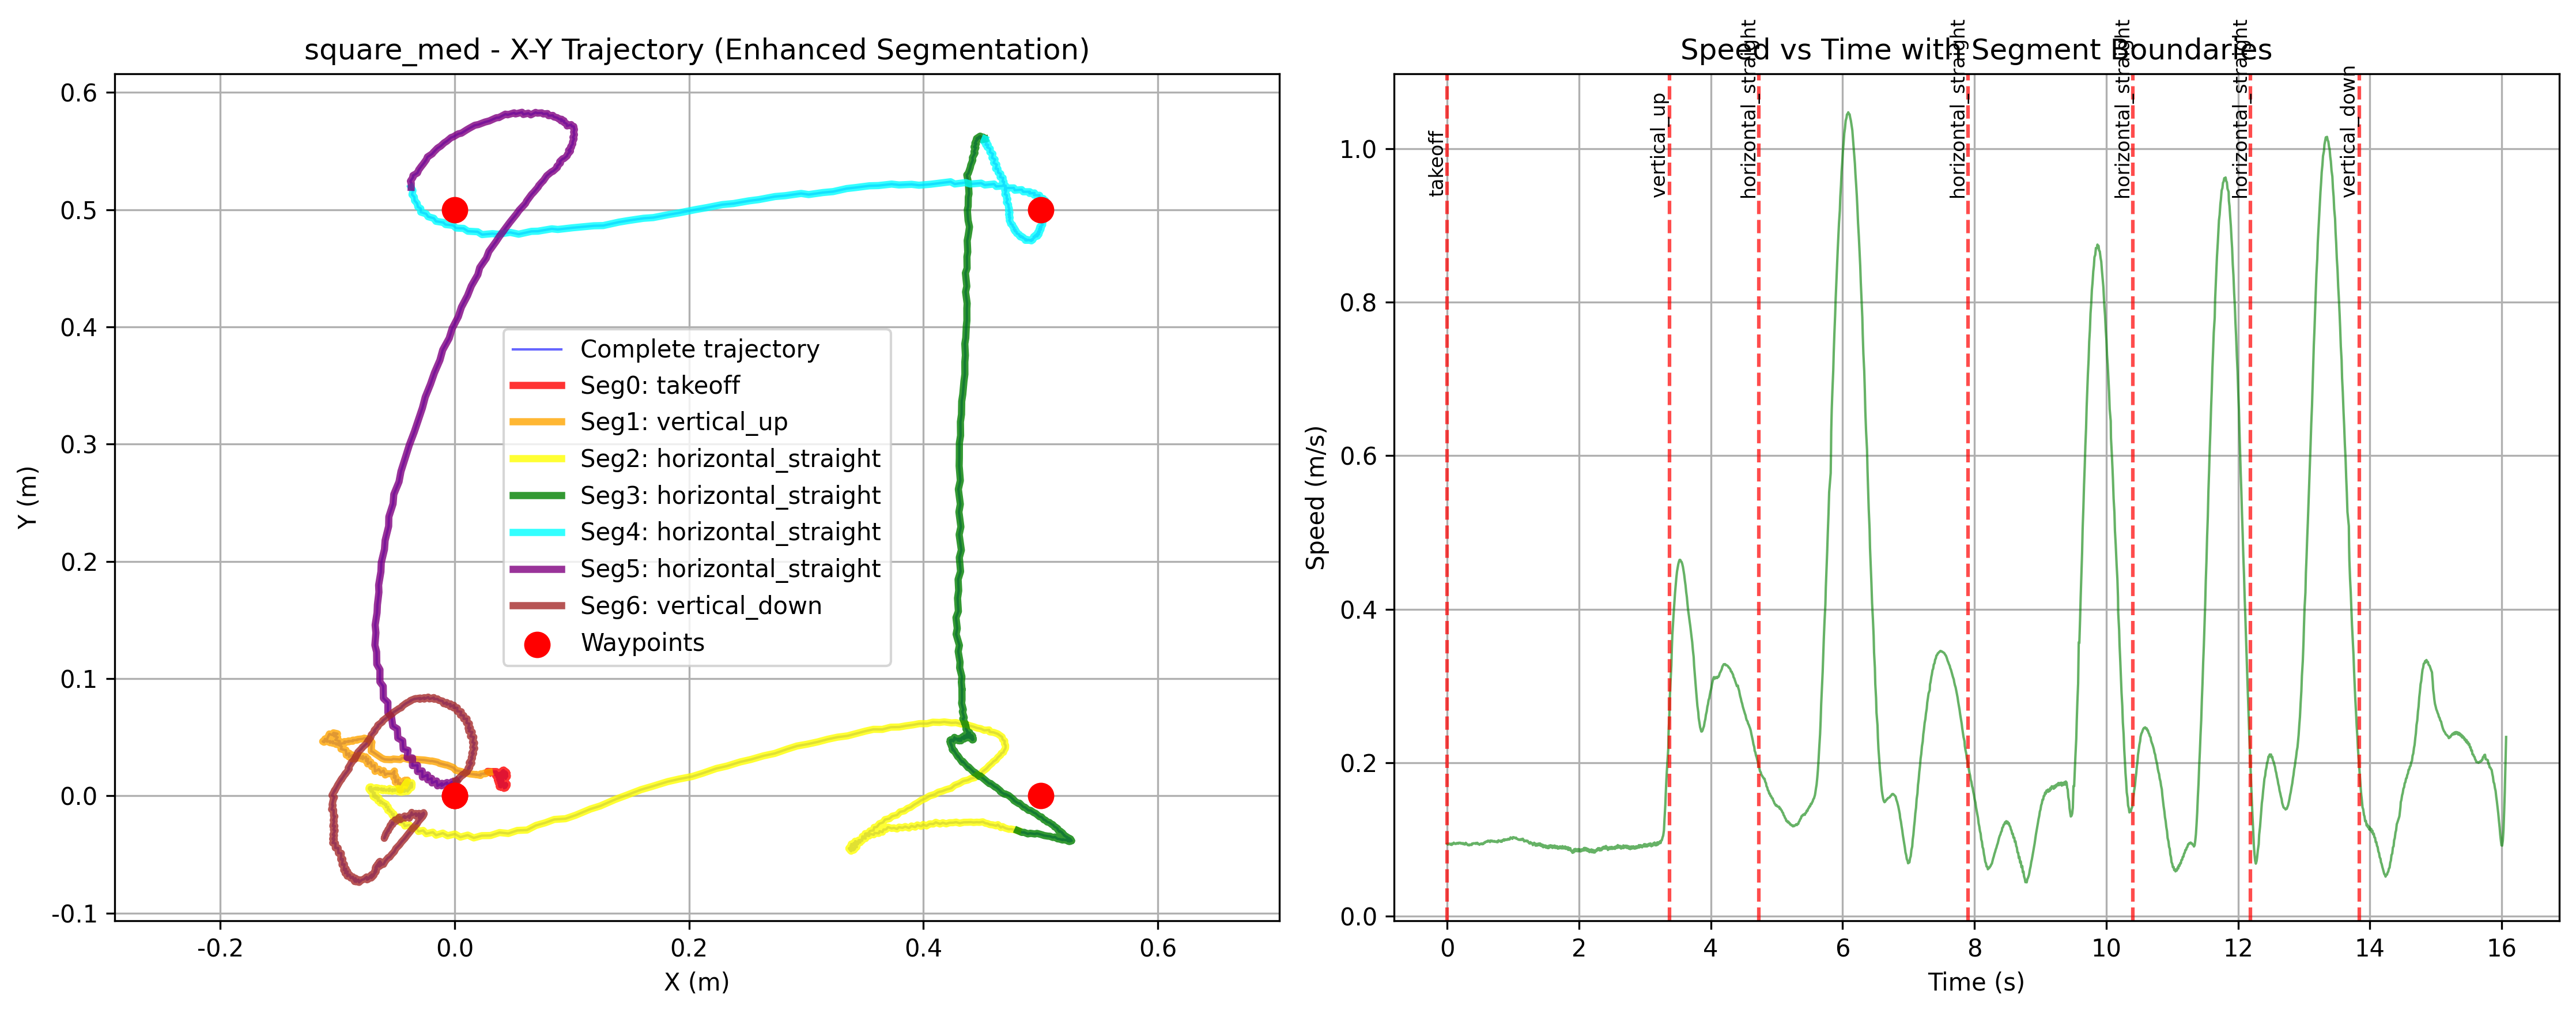 square_med - X-Y Trajectory (Enhanced Segmentation)
0.6
0.5
0.4
0.3
0.2
0.1
0.0
-0.1
Y (m)
-0.2
0.0
0.2
0.4
0.6
X (m)
Complete trajectory
Seg0: takeoff
Seg1: vertical_up
Seg2: horizontal_straight
Seg3: horizontal_straight
Seg4: horizontal_straight
Seg5: horizontal_straight
Seg6: vertical_down
Waypoints
Speed vs Time with Segment Boundaries
takeoff
vertical_up
horizontal_straight
horizontal_straight
horizontal_straight
horizontal_straight
vertical_down
1.0
0.8
0.6
0.4
0.2
0.0
Speed (m/s)
0
2
4
6
8
10
12
14
16
Time (s)